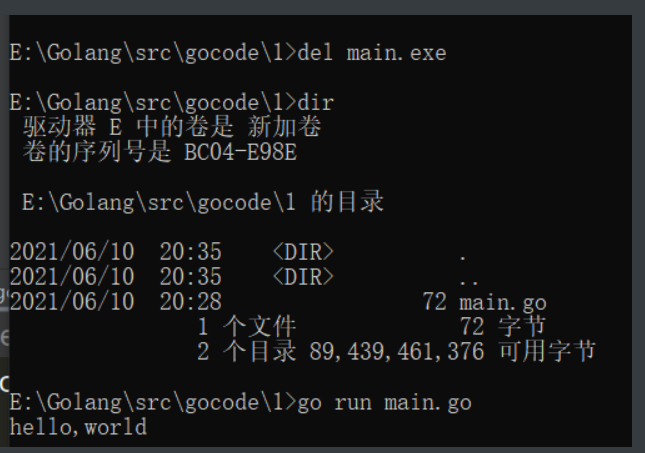 E:\Golang\src\gocode\1>del main.exe
E:\Golang\src\gocode\1>dir
驱动器 E 中的卷是 新加卷
卷的序列号是 BC04-E98E
E:\Golang\src\gocode\1 的目录
2021/06/10  20:35    <DIR>          .
2021/06/10  20:35    <DIR>          ..
2021/06/10  20:28                72 main.go
1 个文件             72 字节
2 个目录 89,439,461,376 可用字节
E:\Golang\src\gocode\1>go run main.go
hello,world